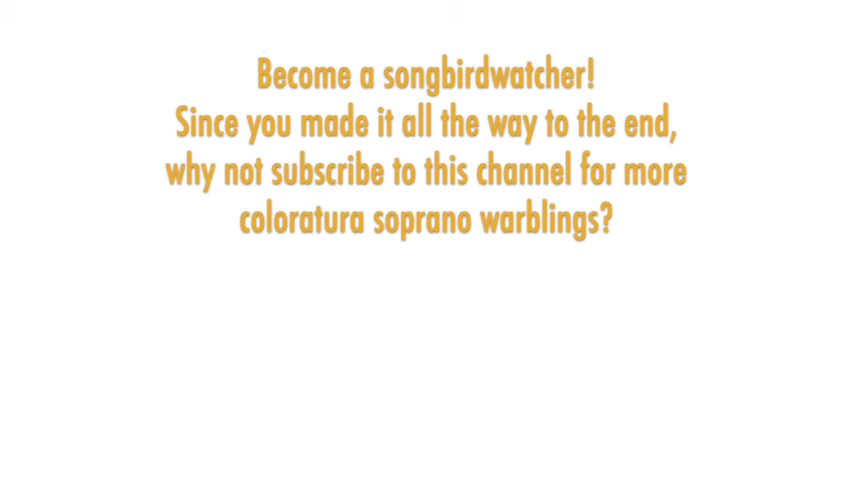 Become a songbirdwatcher!
Since you made it all the way to the end,
why not subscribe to this channel for more
coloratura soprano warblings?